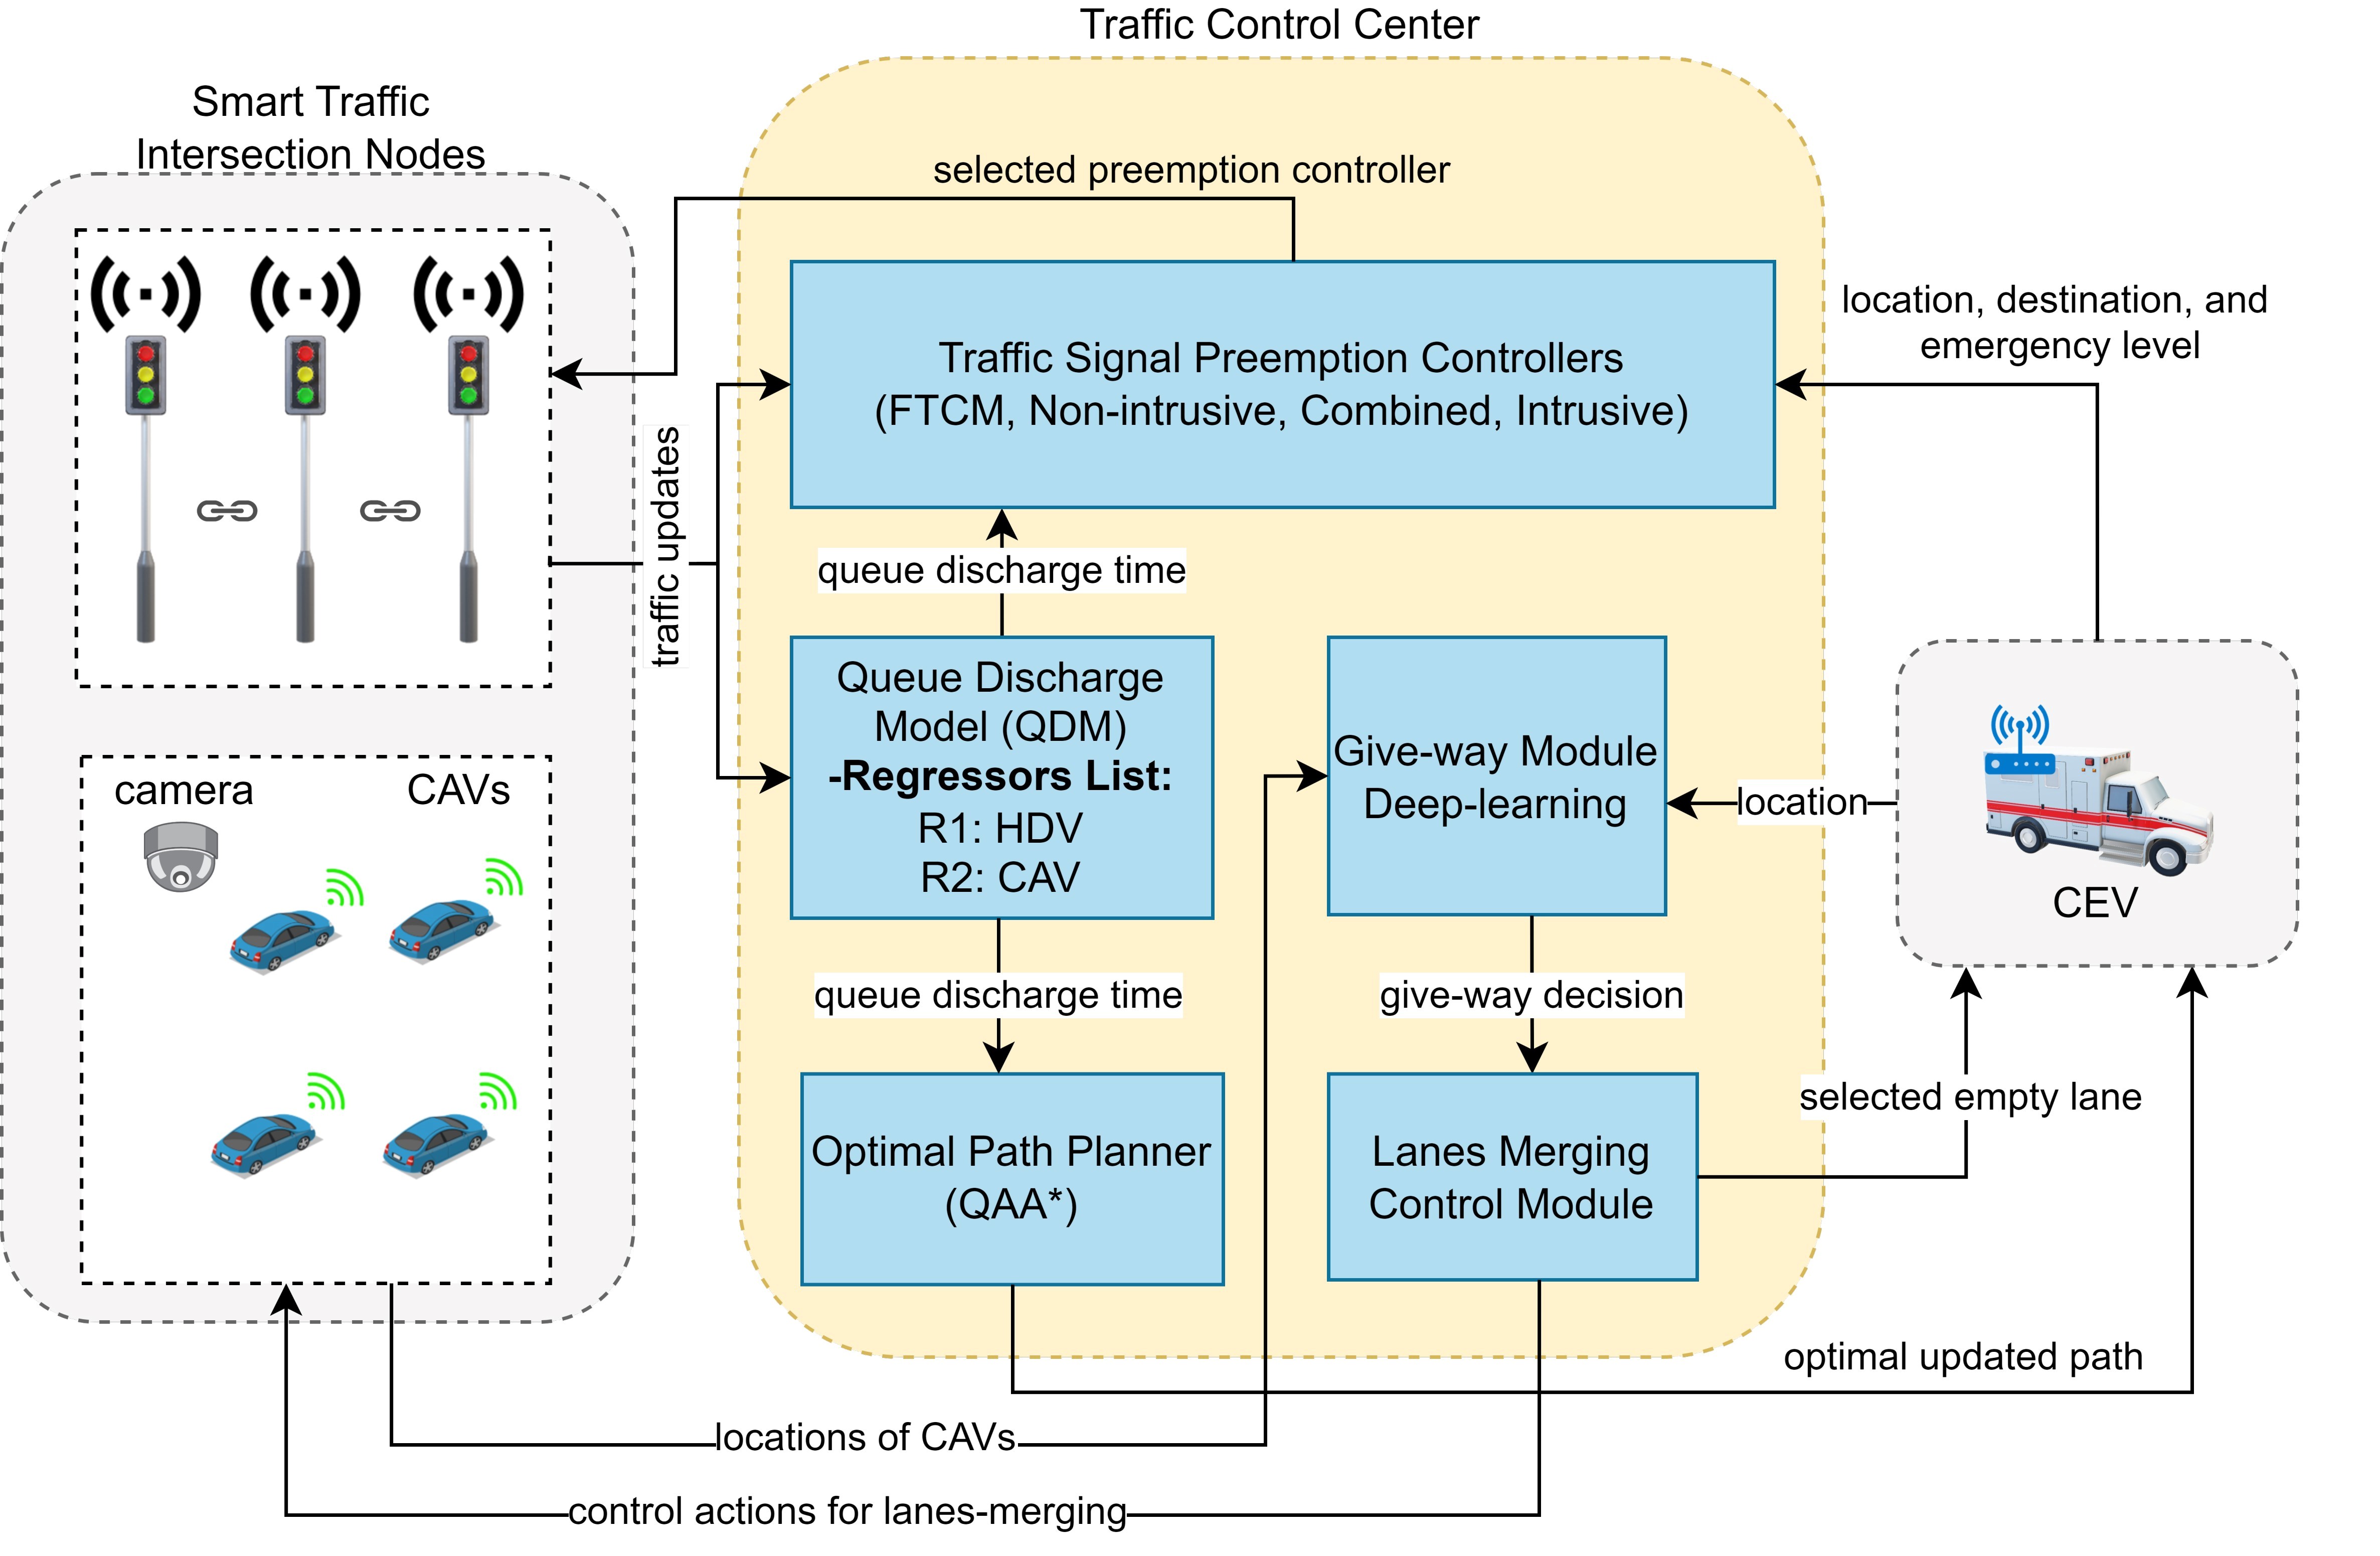 Traffic Control Center
Smart Traffic
Intersection Nodes
selected preemption controller
location, destination, and
emergency level
Traffic Signal Preemption Controllers
(FTCM, Non-intrusive, Combined, Intrusive)
traffic updates
queue discharge time
Queue Discharge
Model (QDM)
-Regressors List:
R1: HDV
R2: CAV
Give-way Module
Deep-learning
location
CEV
camera
CAVs
queue discharge time
give-way decision
Optimal Path Planner
(QAA*)
Lanes Merging
Control Module
selected empty lane
optimal updated path
locations of CAVs
control actions for lanes-merging